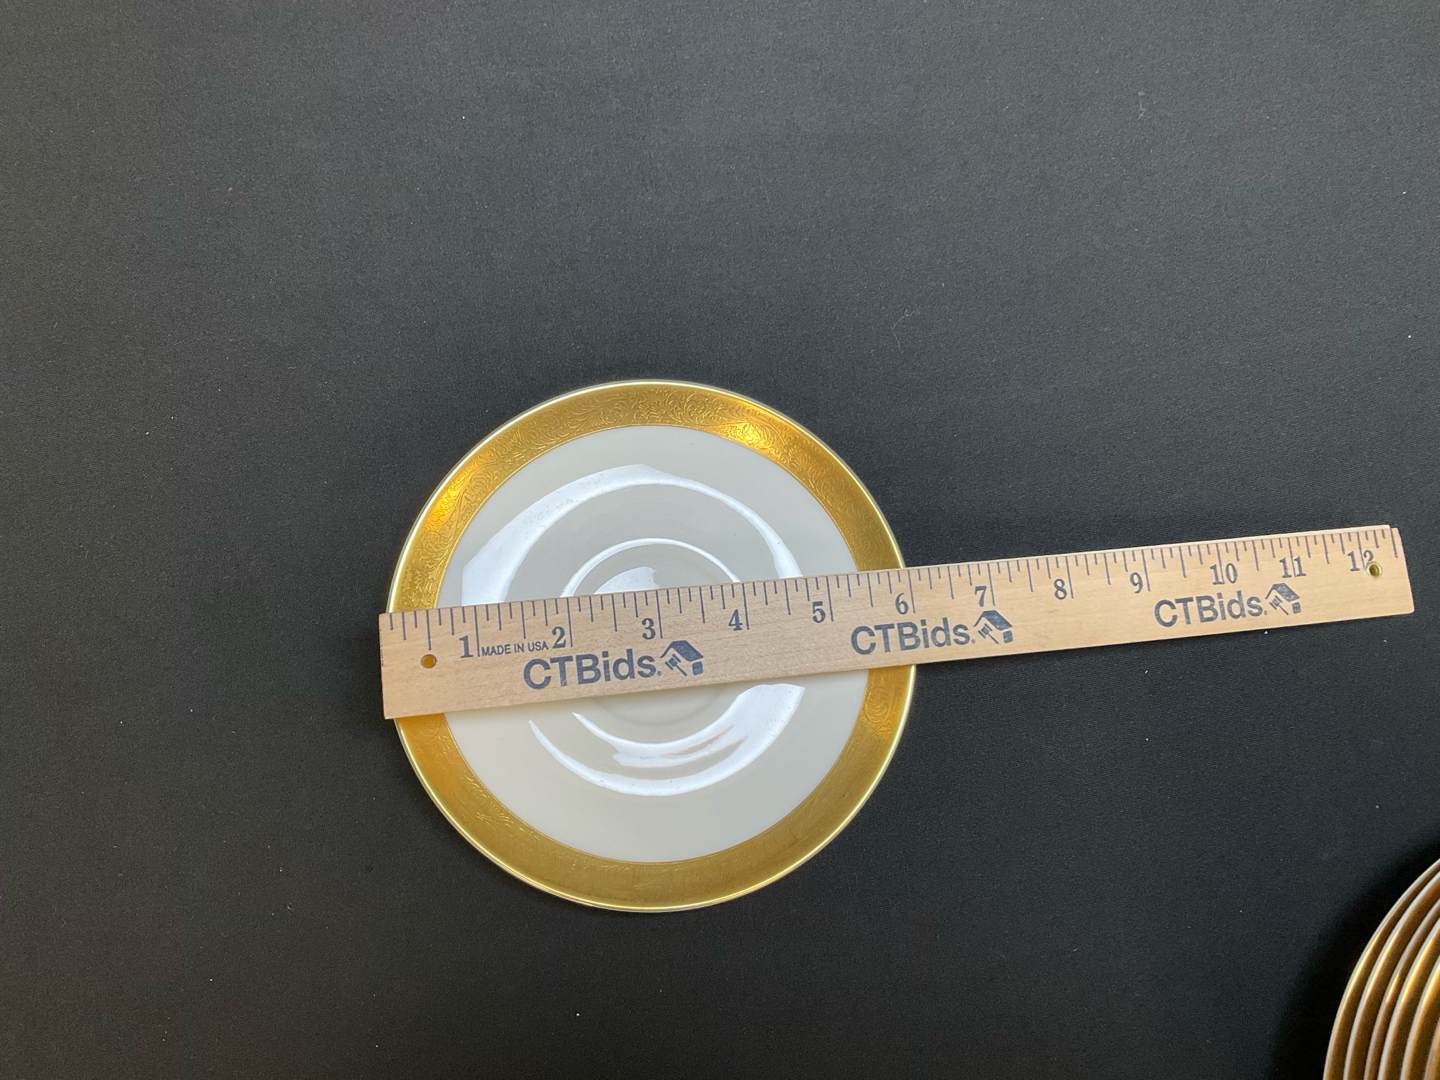 1 2 3 4 5 6 7 8 9 10 11 12
MADE IN USA
CTBids.
CTBids.
CTBids.